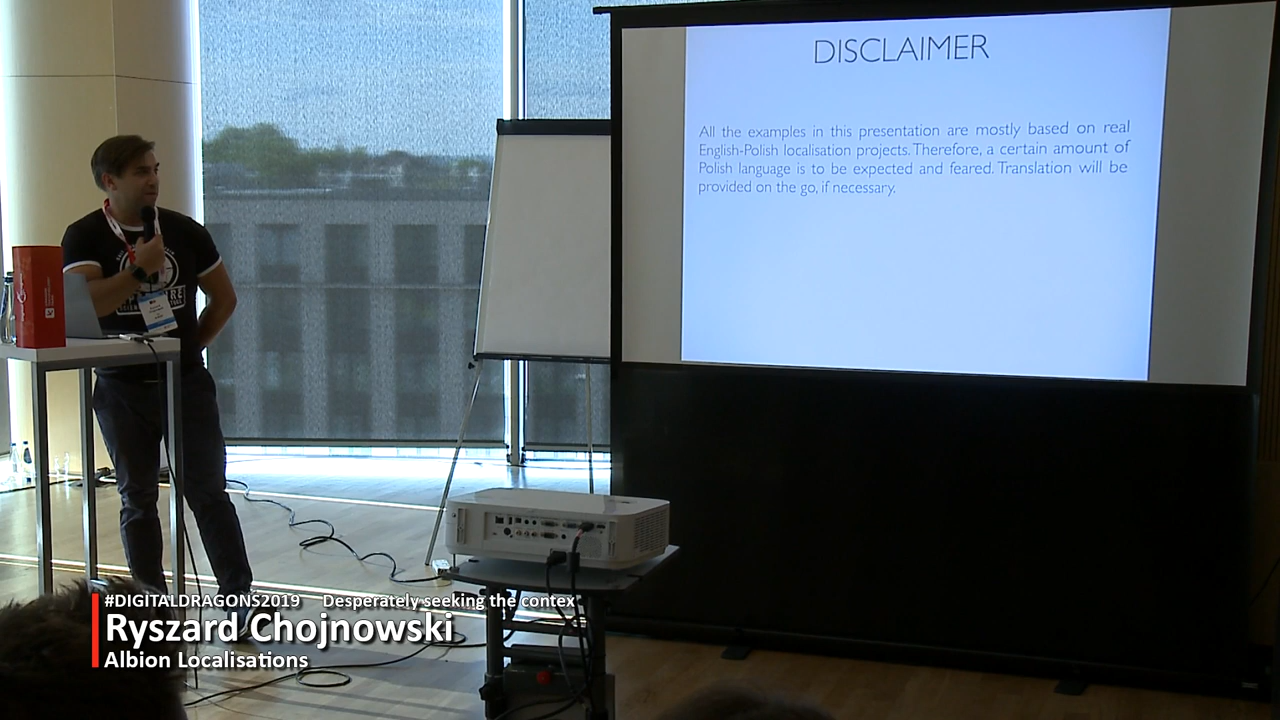 DISCLAIMER
All the examples in this presentation are mostly based on real
English-Polish localisation projects. Therefore, a certain amount of
Polish language is to be expected and feared. Translation will be
provided on the go, if necessary.
#DIGITALDRAGONS2019 Desperately seeking the contex
Ryszard Chojnowski
Albion Localisations